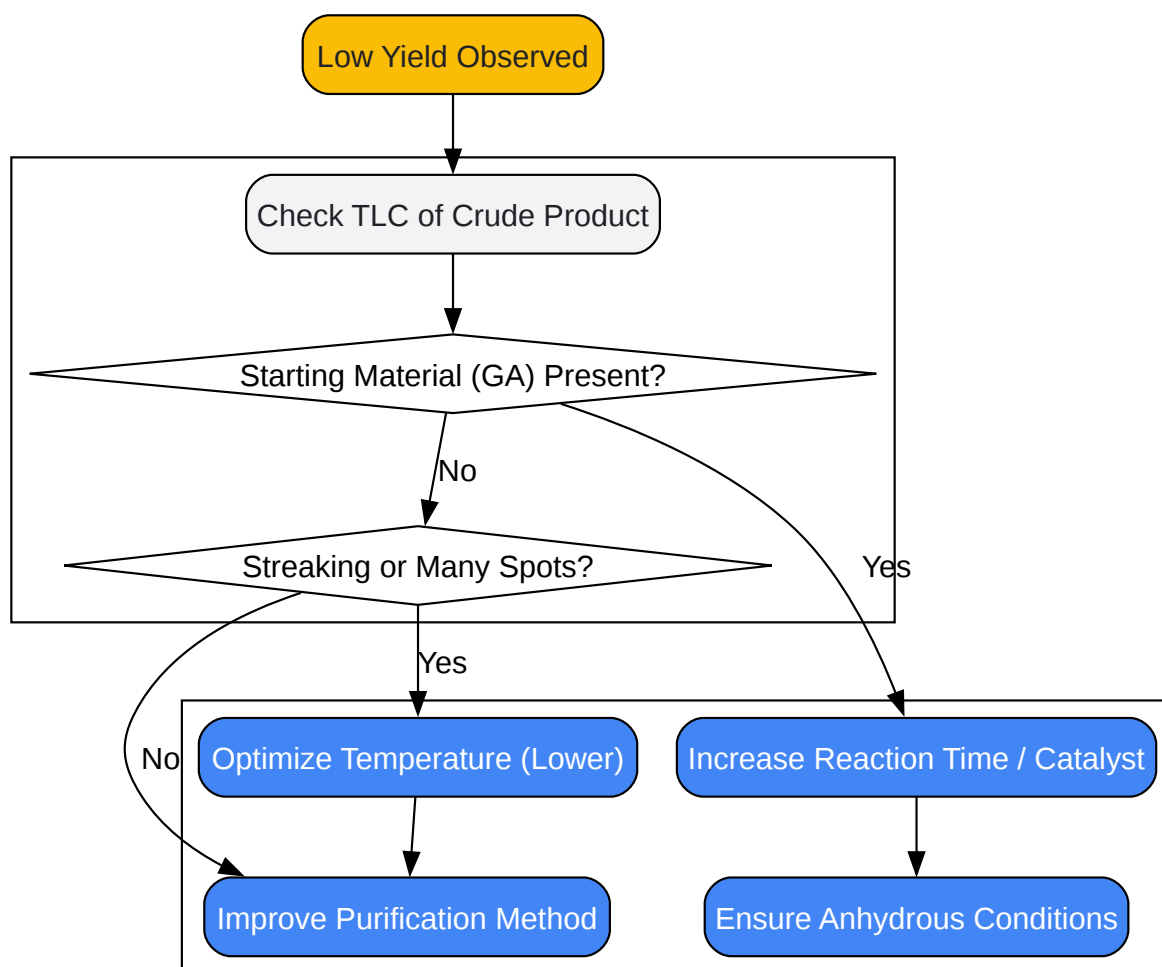 Low Yield Observed
Check TLC of Crude Product
Starting Material (GA) Present?
No
Streaking or Many Spots?
Yes
Yes
No
Optimize Temperature (Lower)
Increase Reaction Time / Catalyst
Improve Purification Method
Ensure Anhydrous Conditions